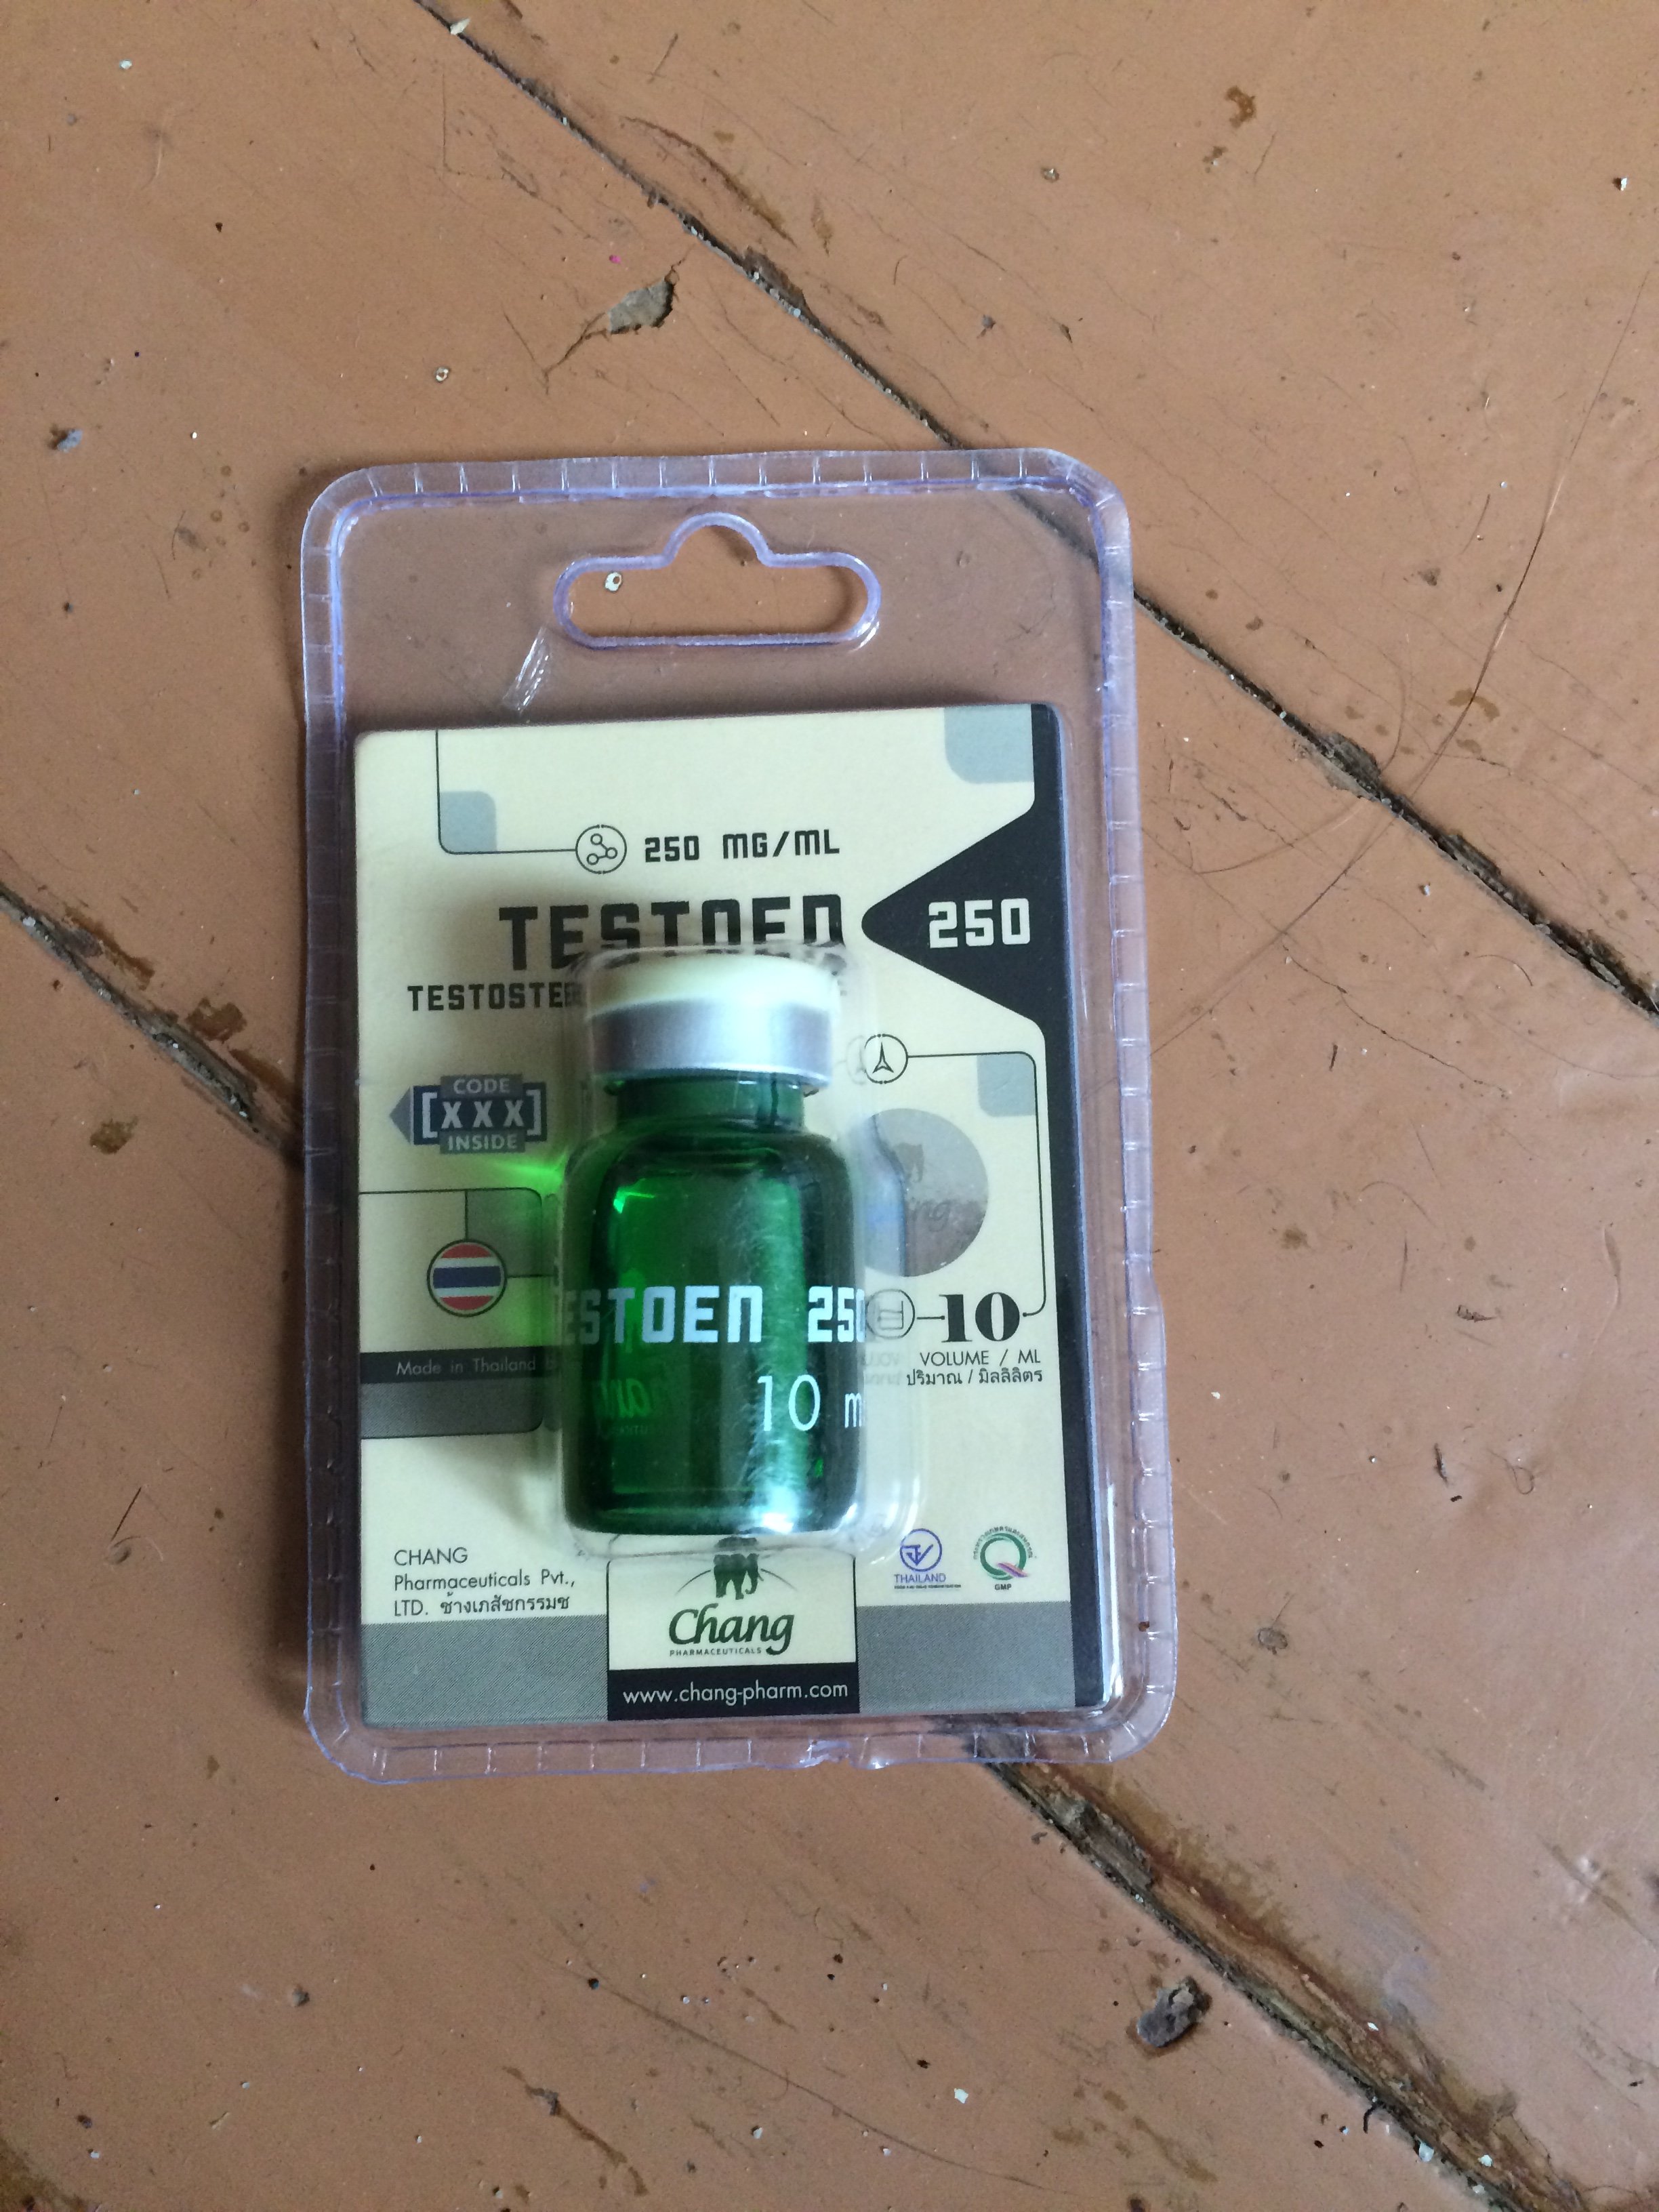 250 MG/ML
TESTOEN
250
CODE
[XXX]
INSIDE
ESTOEN 250
10
10
Made in Thailand
VOLUME / ML
ปริมาณ / มิลลิลิตร
CHANG
Pharmaceuticals Pvt.,
LTD. ช้างเภสัชกรรมช
THAILAND
GMP
Chang
PHARMACEUTICALS
www.chang-pharm.com